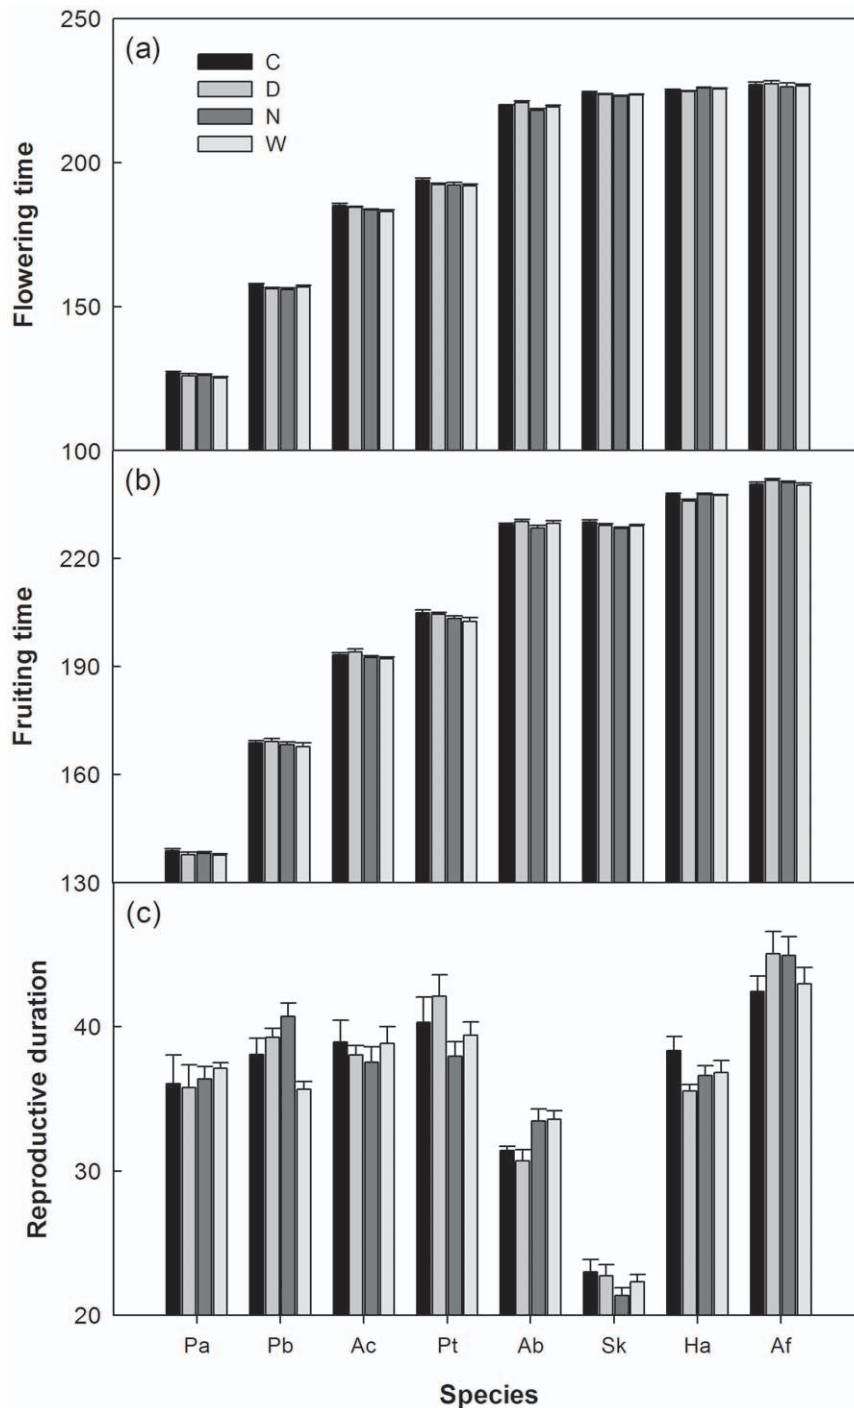 (a)
C
D
N
W
250
200
150
100
Flowering time
(b)
220
190
160
130
Fruiting time
(c)
40
30
20
Reproductive duration
Pa Pb Ac Pt Ab Sk Ha Af
Species